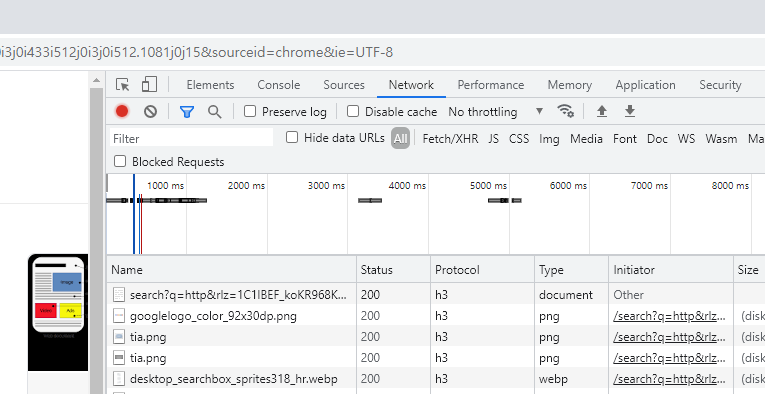 0i3j0i433i512j0i3j0i512.1081j0j15&sourceid=chrome&ie=UTF-8
Elements Console Sources Network Performance Memory Application Security
Preserve log Disable cache No throttling
Filter Hide data URLs All Fetch/XHR JS CSS Img Media Font Doc WS Wasm Ma
Blocked Requests
1000 ms 2000 ms 3000 ms 4000 ms 5000 ms 6000 ms 7000 ms 8000 ms
Name Status Protocol Type Initiator Size
search?q=http&rlz=1C1IBEF_koKR968K... 200 h3 document Other
googlelogo_color_92x30dp.png 200 h3 png /search?q=http&rlz... (disk
tia.png 200 h3 png /search?q=http&rlz... (disk
tia.png 200 h3 png /search?q=http&rlz... (disk
desktop_searchbox_sprites318_hr.webp 200 h3 webp /search?q=http&rlz... (disk
Image
Video Ads